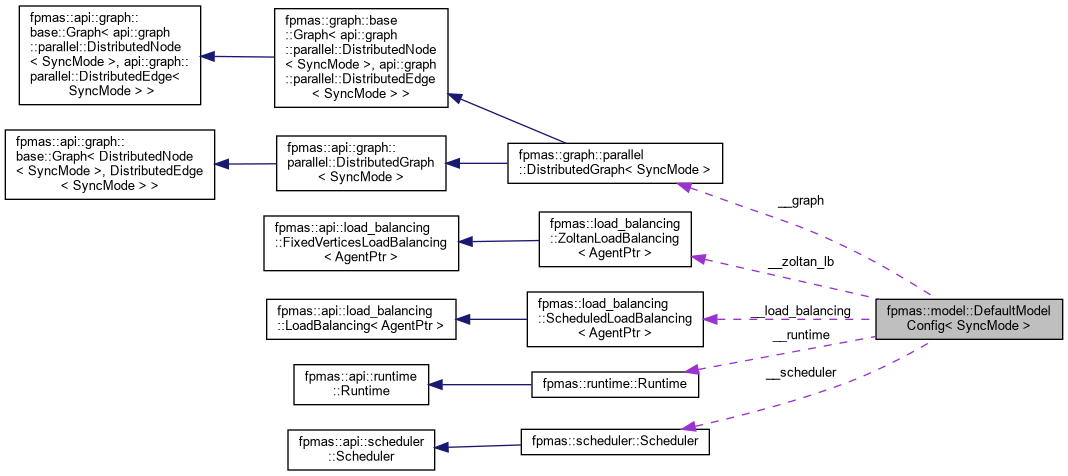 fpmas::api::graph::
base::Graph< api::graph
::parallel::DistributedNode
< SyncMode >, api::graph::
parallel::DistributedEdge<
SyncMode > >
fpmas::graph::base
::Graph< api::graph
::parallel::DistributedNode
< SyncMode >, api::graph
::parallel::DistributedEdge
< SyncMode > >
fpmas::api::graph::
base::Graph< DistributedNode
< SyncMode >, DistributedEdge
< SyncMode > >
fpmas::api::graph::
parallel::DistributedGraph
< SyncMode >
fpmas::graph::parallel
::DistributedGraph< SyncMode >
__graph
fpmas::api::load_balancing
::FixedVerticesLoadBalancing
< AgentPtr >
fpmas::load_balancing
::ZoltanLoadBalancing
< AgentPtr >
__zoltan_lb
fpmas::api::load_balancing
::LoadBalancing< AgentPtr >
fpmas::load_balancing
::ScheduledLoadBalancing
< AgentPtr >
__load_balancing
fpmas::model::DefaultModel
Config< SyncMode >
__runtime
fpmas::api::runtime
::Runtime
fpmas::runtime::Runtime
__scheduler
fpmas::api::scheduler
::Scheduler
fpmas::scheduler::Scheduler